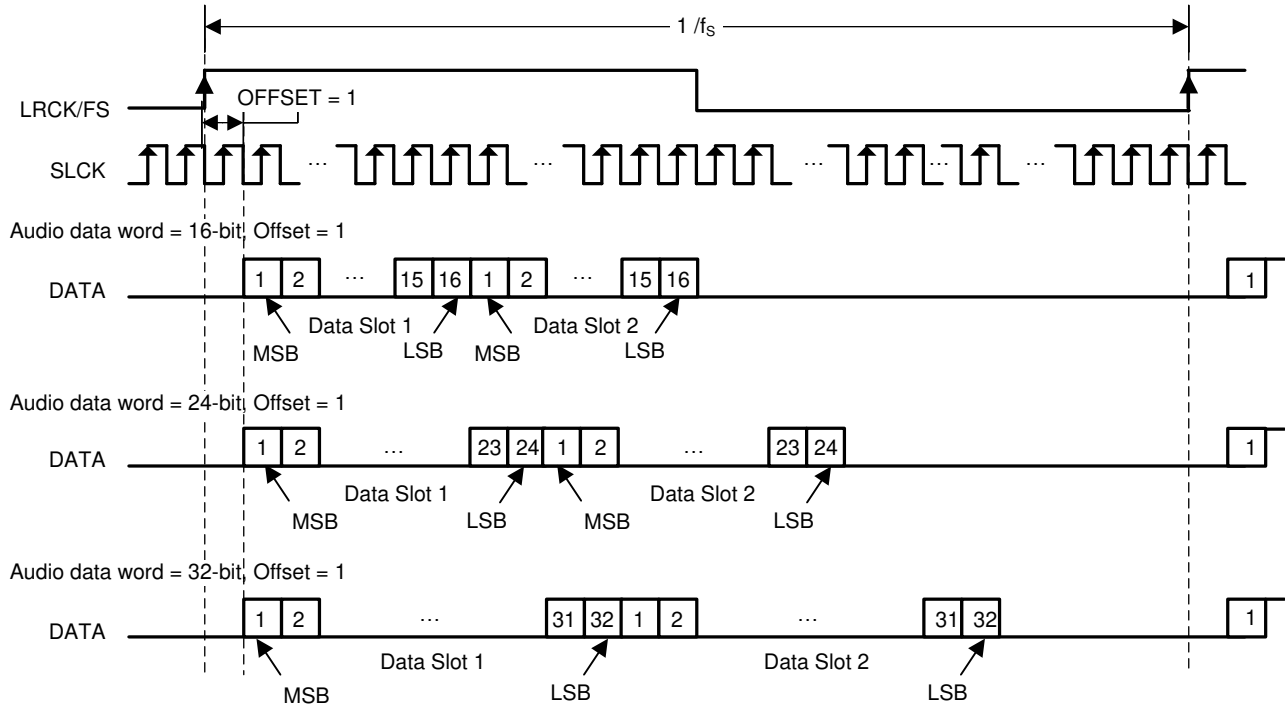 1 /fS
LRCK/FS
OFFSET = 1
SLCK
... ... ... ... ...
Audio data word = 16-bit, Offset = 1
DATA
1 2 ... 15 16 1 2 ... 15 16 1
Data Slot 1 Data Slot 2
MSB LSB MSB LSB
Audio data word = 24-bit, Offset = 1
DATA
1 2 ... 23 24 1 2 ... 23 24 1
Data Slot 1 Data Slot 2
MSB LSB MSB LSB
Audio data word = 32-bit, Offset = 1
DATA
1 2 ... 31 32 1 2 ... 31 32 1
Data Slot 1 Data Slot 2
MSB LSB LSB